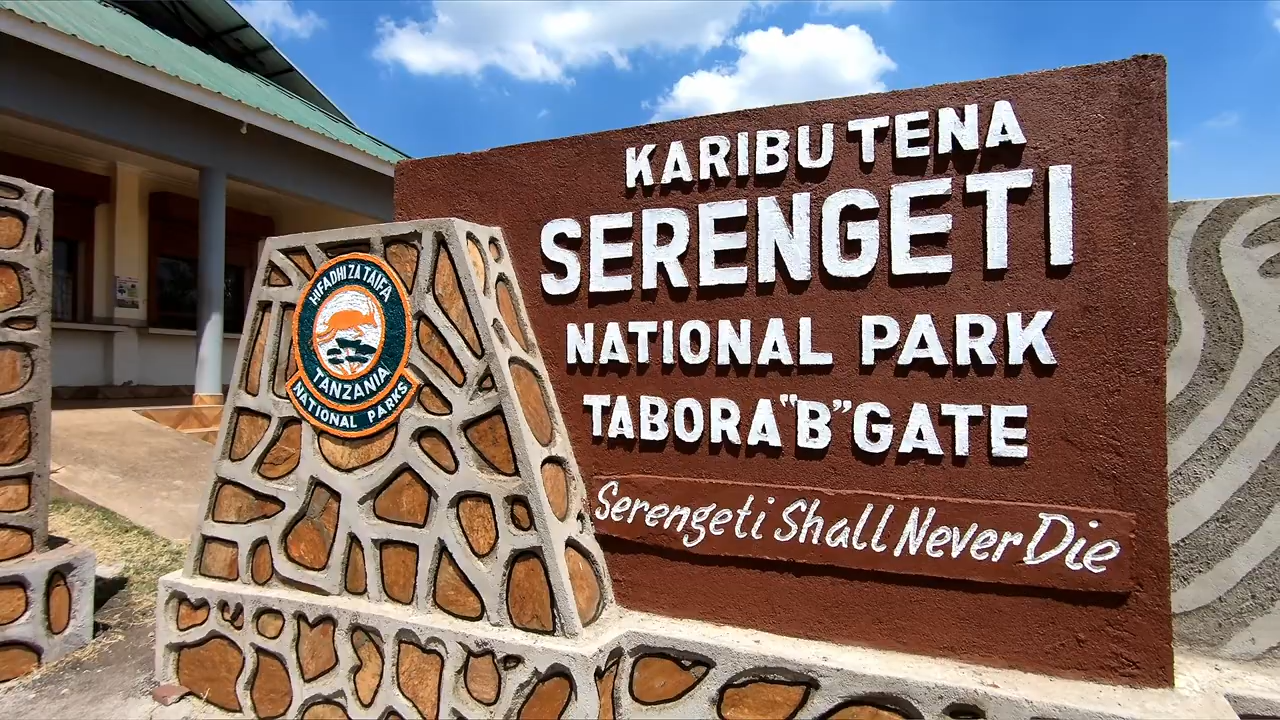 HIFADHI ZA TAIFA
TANZANIA
NATIONAL PARKS
KARIBU TENA
SERENGETI
NATIONAL PARK
TABORA "B" GATE
Serengeti Shall Never Die